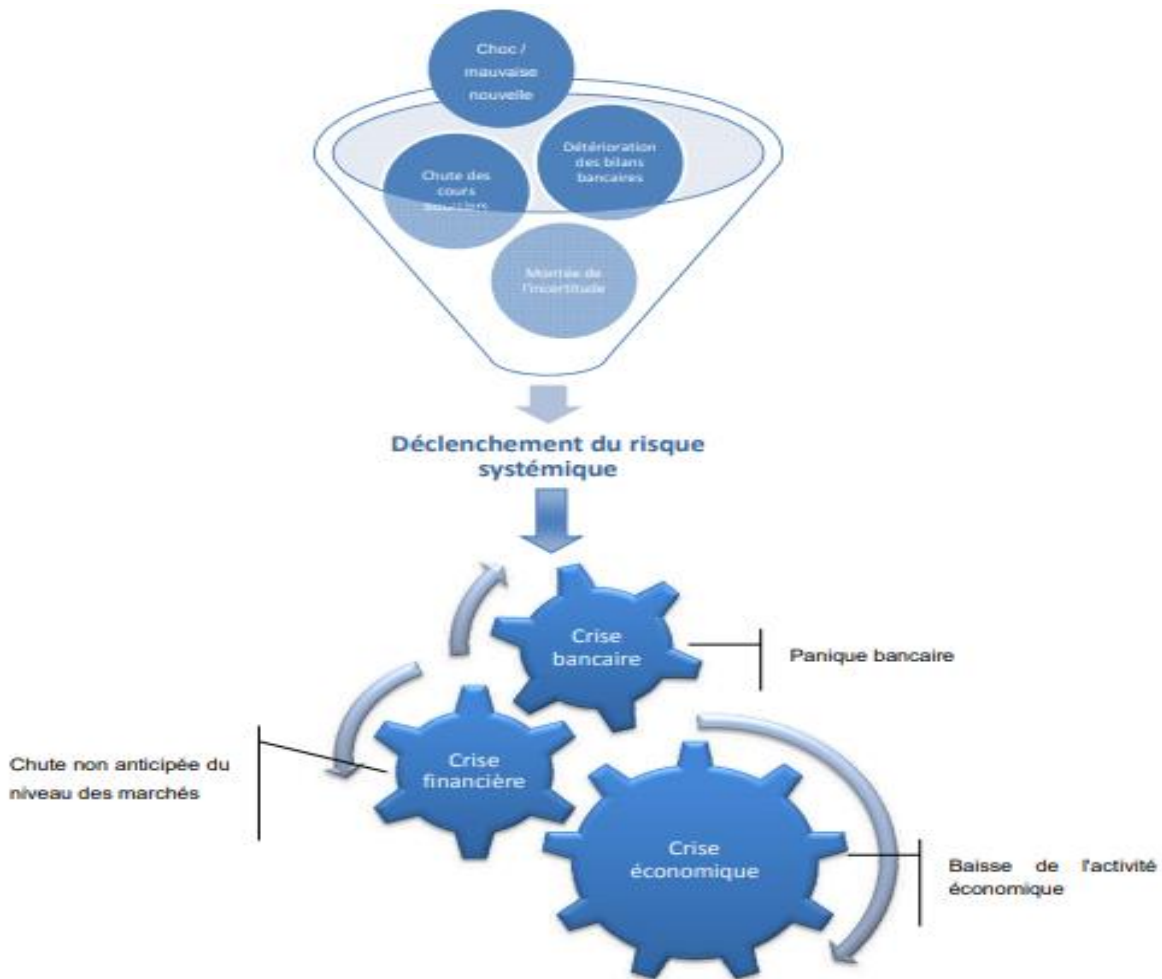 Choc /
mauvaise
nouvelle
Détérioration
des bilans
bancaires
Chute des
cours
boursiers
Montée de
l'incertitude
Déclenchement du risque
systémique
Crise
bancaire
Panique bancaire
Crise
financière
Chute non anticipée du
niveau des marchés
Crise
économique
Baisse de l'activité
économique